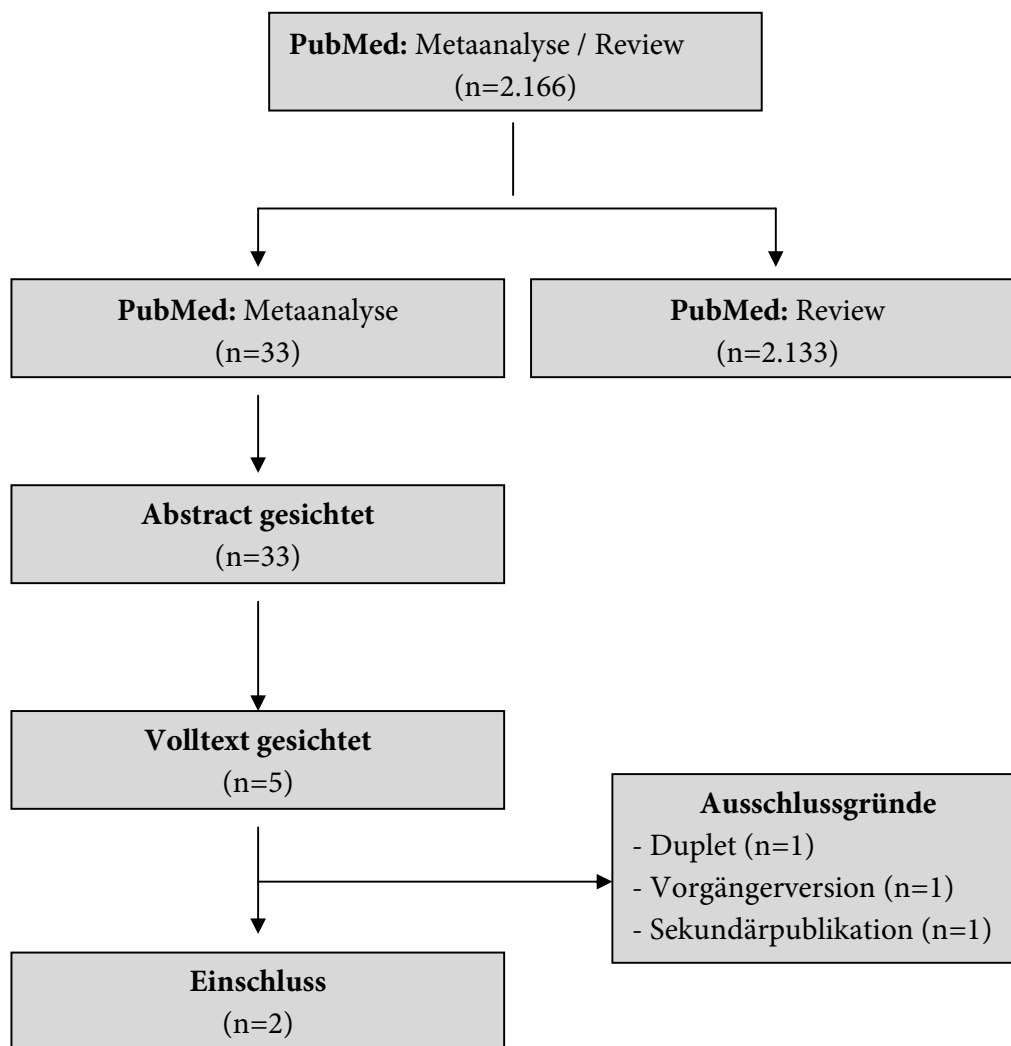 PubMed: Metaanalyse / Review
(n=2.166)
PubMed: Metaanalyse
(n=33)
PubMed: Review
(n=2.133)
Abstract gesichtet
(n=33)
Volltext gesichtet
(n=5)
Ausschlussgründe
- Duplet (n=1)
- Vorgängerversion (n=1)
- Sekundärpublikation (n=1)
Einschluss
(n=2)